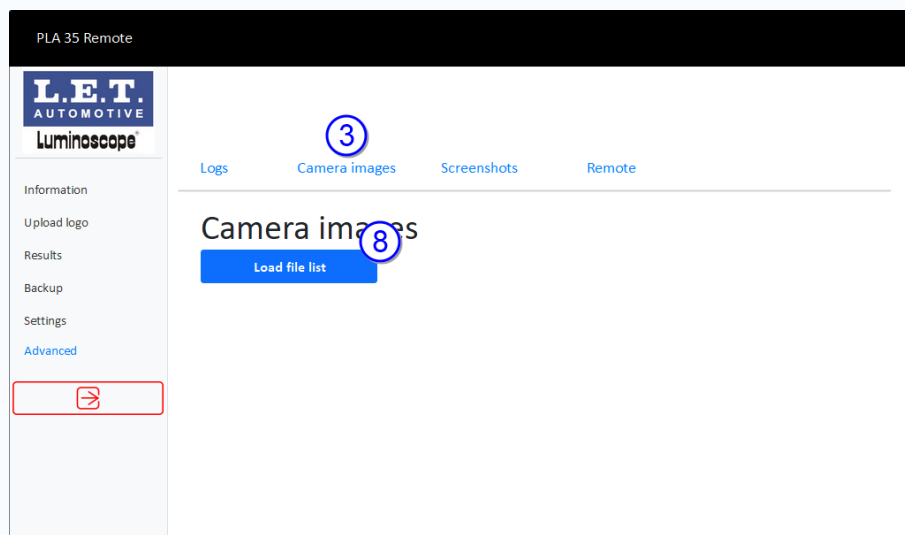 PLA 35 Remote
L.E.T.
AUTOMOTIVE
Luminoscope®
3
Logs Camera images Screenshots Remote
Information
Upload logo
Results
Backup
Settings
Advanced
Camera images
8
Load file list